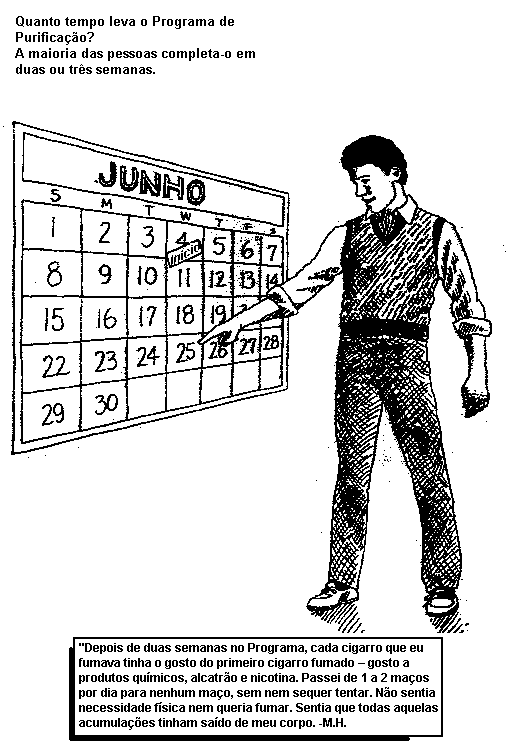 Quanto tempo leva o Programa de
Purificação?
A maioria das pessoas completa-o em
duas ou três semanas.
JUNHO
S M T W T F S
1 2 3 4 5 6 7
Início
8 9 10 11 12 13 14
15 16 17 18 19
22 23 24 25 26 27 28
29 30
"Depois de duas semanas no Programa, cada cigarro que eu
fumava tinha o gosto do primeiro cigarro fumado – gosto a
produtos químicos, alcatrão e nicotina. Passei de 1 a 2 maços
por dia para nenhum maço, sem nem sequer tentar. Não sentia
necessidade física nem queria fumar. Sentia que todas aquelas
acumulações tinham saído de meu corpo. -M.H.